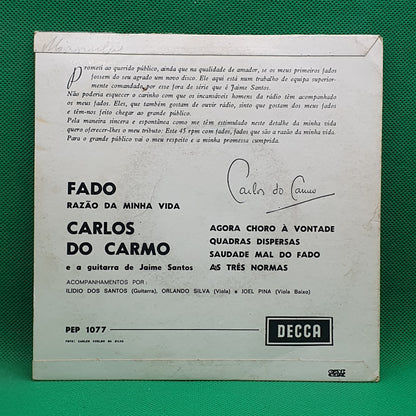 Prometi ao querido público, ainda que na qualidade de amador, se os meus primeiros fados
fossem do seu agrado um novo disco. Ele aqui está num trabalho de equipa superior-
mente comandado, por esse fora de série que é Jaime Santos.
Não poderia esquecer o carinho com que os incansáveis homens da rádio têm acompanhado
os meus fados. Eles, que também gostam de ouvir rádio, sinto que gostam dos meus fados
e têm-nos feito chegar ao grande público.
Pela maneira sincera e espontânea como me têm estimulado neste detalhe da minha vida
quero oferecer-lhes o meu tributo: Este 45 rpm com fados, fados que são a razão da minha vida.
Para o grande público vai o meu respeito e a minha promessa cumprida.
Carlos do Carmo
FADO
RAZÃO DA MINHA VIDA
CARLOS
DO CARMO
e a guitarra de Jaime Santos
AGORA CHORO À VONTADE
QUADRAS DISPERSAS
SAUDADE MAL DO FADO
AS TRÊS NORMAS
ACOMPANHAMENTOS POR:
ILÍDIO DOS SANTOS (Guitarra), ORLANDO SILVA (Viola) e JOEL PINA (Viola Baixo)
PEP 1077
DECCA
FOTO: CARLOS COELHO DA SILVA